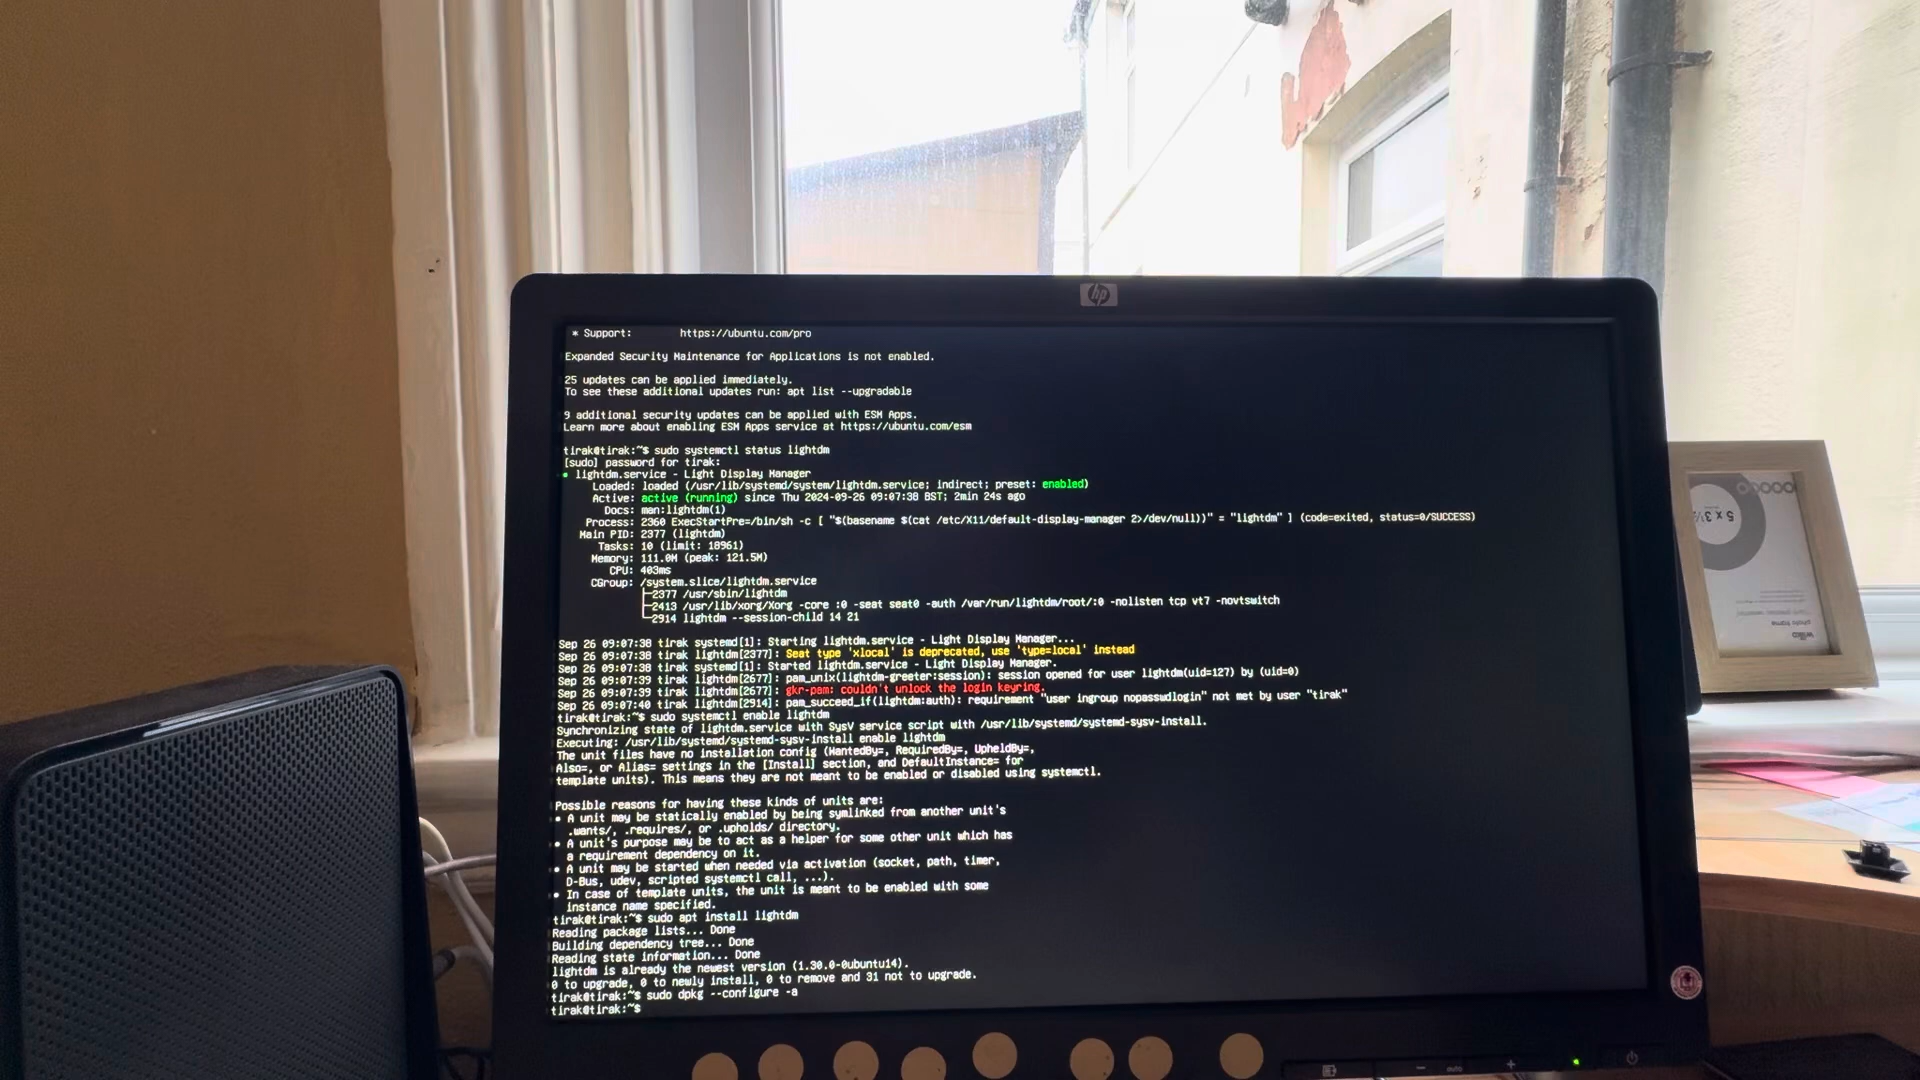 hp
* Support:        https://ubuntu.com/pro
Expanded Security Maintenance for Applications is not enabled.
25 updates can be applied immediately.
To see these additional updates run: apt list --upgradable
9 additional security updates can be applied with ESM Apps.
Learn more about enabling ESM Apps service at https://ubuntu.com/esm
tirak@tirak:~$ sudo systemctl status lightdm
[sudo] password for tirak:
● lightdm.service - Light Display Manager
Loaded: loaded (/usr/lib/systemd/system/lightdm.service; indirect; preset: enabled)
Active: active (running) since Thu 2024-09-26 09:07:38 BST; 2min 24s ago
Docs: man:lightdm(1)
Process: 2360 ExecStartPre=/bin/sh -c [ "$(basename $(cat /etc/X11/default-display-manager 2>/dev/null))" = "lightdm" ] (code=exited, status=0/SUCCESS)
Main PID: 2377 (lightdm)
Tasks: 10 (limit: 18961)
Memory: 111.0M (peak: 121.5M)
CPU: 403ms
CGroup: /system.slice/lightdm.service
├─2377 /usr/sbin/lightdm
├─2413 /usr/lib/xorg/Xorg -core :0 -seat seat0 -auth /var/run/lightdm/root/:0 -nolisten tcp vt7 -novtswitch
└─2914 lightdm --session-child 14 21
Sep 26 09:07:38 tirak systemd[1]: Starting lightdm.service - Light Display Manager...
Sep 26 09:07:38 tirak lightdm[2377]: Seat type 'xlocal' is deprecated, use 'type=local' instead
Sep 26 09:07:38 tirak systemd[1]: Started lightdm.service - Light Display Manager.
Sep 26 09:07:39 tirak lightdm[2677]: pam_unix(lightdm-greeter:session): session opened for user lightdm(uid=127) by (uid=0)
Sep 26 09:07:39 tirak lightdm[2677]: gkr-pam: couldn't unlock the login keyring.
Sep 26 09:07:40 tirak lightdm[2914]: pam_succeed_if(lightdm:auth): requirement "user ingroup nopasswdlogin" not met by user "tirak"
tirak@tirak:~$ sudo systemctl enable lightdm
Synchronizing state of lightdm.service with SysV service script with /usr/lib/systemd/systemd-sysv-install.
Executing: /usr/lib/systemd/systemd-sysv-install enable lightdm
The unit files have no installation config (WantedBy=, RequiredBy=, UpheldBy=,
Also=, or Alias= settings in the [Install] section, and DefaultInstance= for
template units). This means they are not meant to be enabled or disabled using systemctl.
Possible reasons for having these kinds of units are:
• A unit may be statically enabled by being symlinked from another unit's
.wants/, .requires/, or .upholds/ directory.
• A unit's purpose may be to act as a helper for some other unit which has
a requirement dependency on it.
• A unit may be started when needed via activation (socket, path, timer,
D-Bus, udev, scripted systemctl call, ...).
• In case of template units, the unit is meant to be enabled with some
instance name specified.
tirak@tirak:~$ sudo apt install lightdm
Reading package lists... Done
Building dependency tree... Done
Reading state information... Done
lightdm is already the newest version (1.30.0-0ubuntu14).
0 to upgrade, 0 to newly install, 0 to remove and 31 not to upgrade.
tirak@tirak:~$ sudo dpkg --configure -a
tirak@tirak:~$
5 x 3½
photo frame
wilko
auto